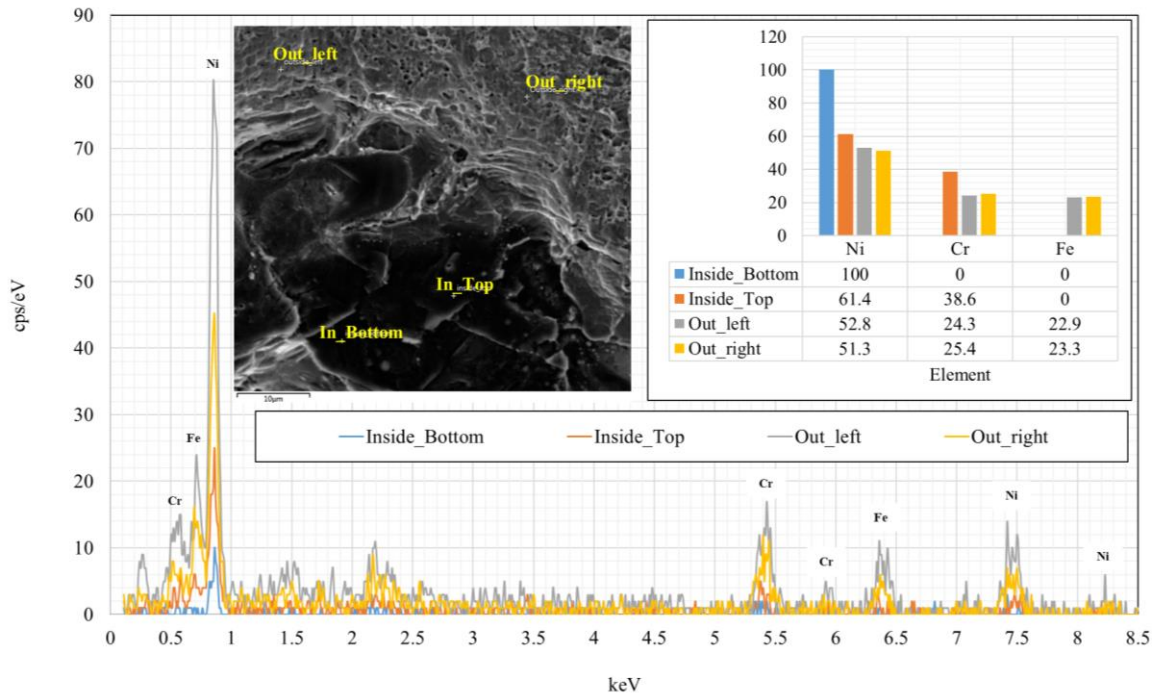 90
80
70
60
50
40
30
20
10
0
cps/eV
0 0.5 1 1.5 2 2.5 3 3.5 4 4.5 5 5.5 6 6.5 7 7.5 8 8.5
keV
Ni
Fe
Cr
Cr
Cr
Fe
Ni
Ni
Out_left
Out_right
In_Top
In_Bottom
10µm
120
100
80
60
40
20
0
Ni Cr Fe
Inside_Bottom 100 0 0
Inside_Top 61.4 38.6 0
Out_left 52.8 24.3 22.9
Out_right 51.3 25.4 23.3
Element
Inside_Bottom Inside_Top Out_left Out_right